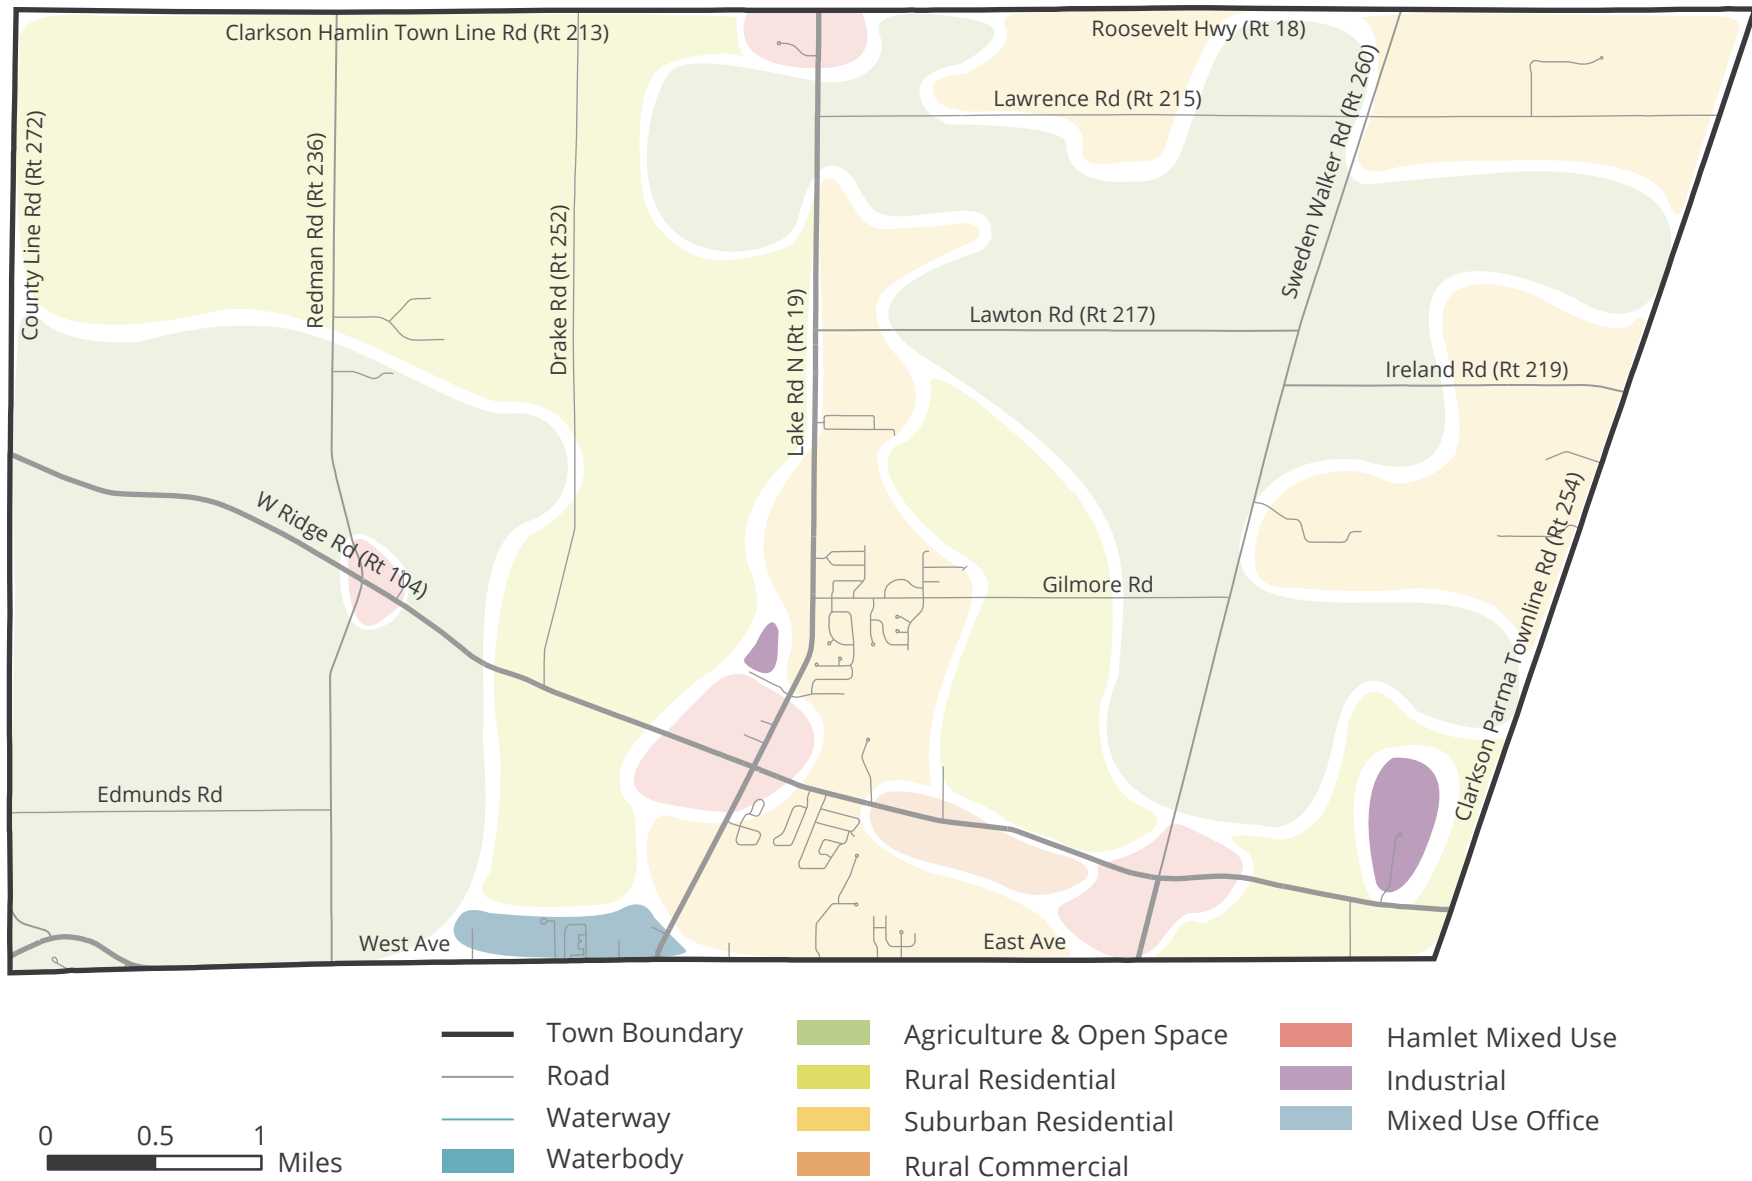 Clarkson Hamlin Town Line Rd (Rt 213)
Roosevelt Hwy (Rt 18)
Lawrence Rd (Rt 215)
County Line Rd (Rt 272)
Redman Rd (Rt 236)
Drake Rd (Rt 252)
Lake Rd N (Rt 19)
Sweden Walker Rd (Rt 260)
Lawton Rd (Rt 217)
Ireland Rd (Rt 219)
W Ridge Rd (Rt 104)
Gilmore Rd
Clarkson Parma Townline Rd (Rt 254)
Edmunds Rd
West Ave
East Ave
Town Boundary
Road
Waterway
Waterbody
Agriculture & Open Space
Rural Residential
Suburban Residential
Rural Commercial
Hamlet Mixed Use
Industrial
Mixed Use Office
0 0.5 1
Miles